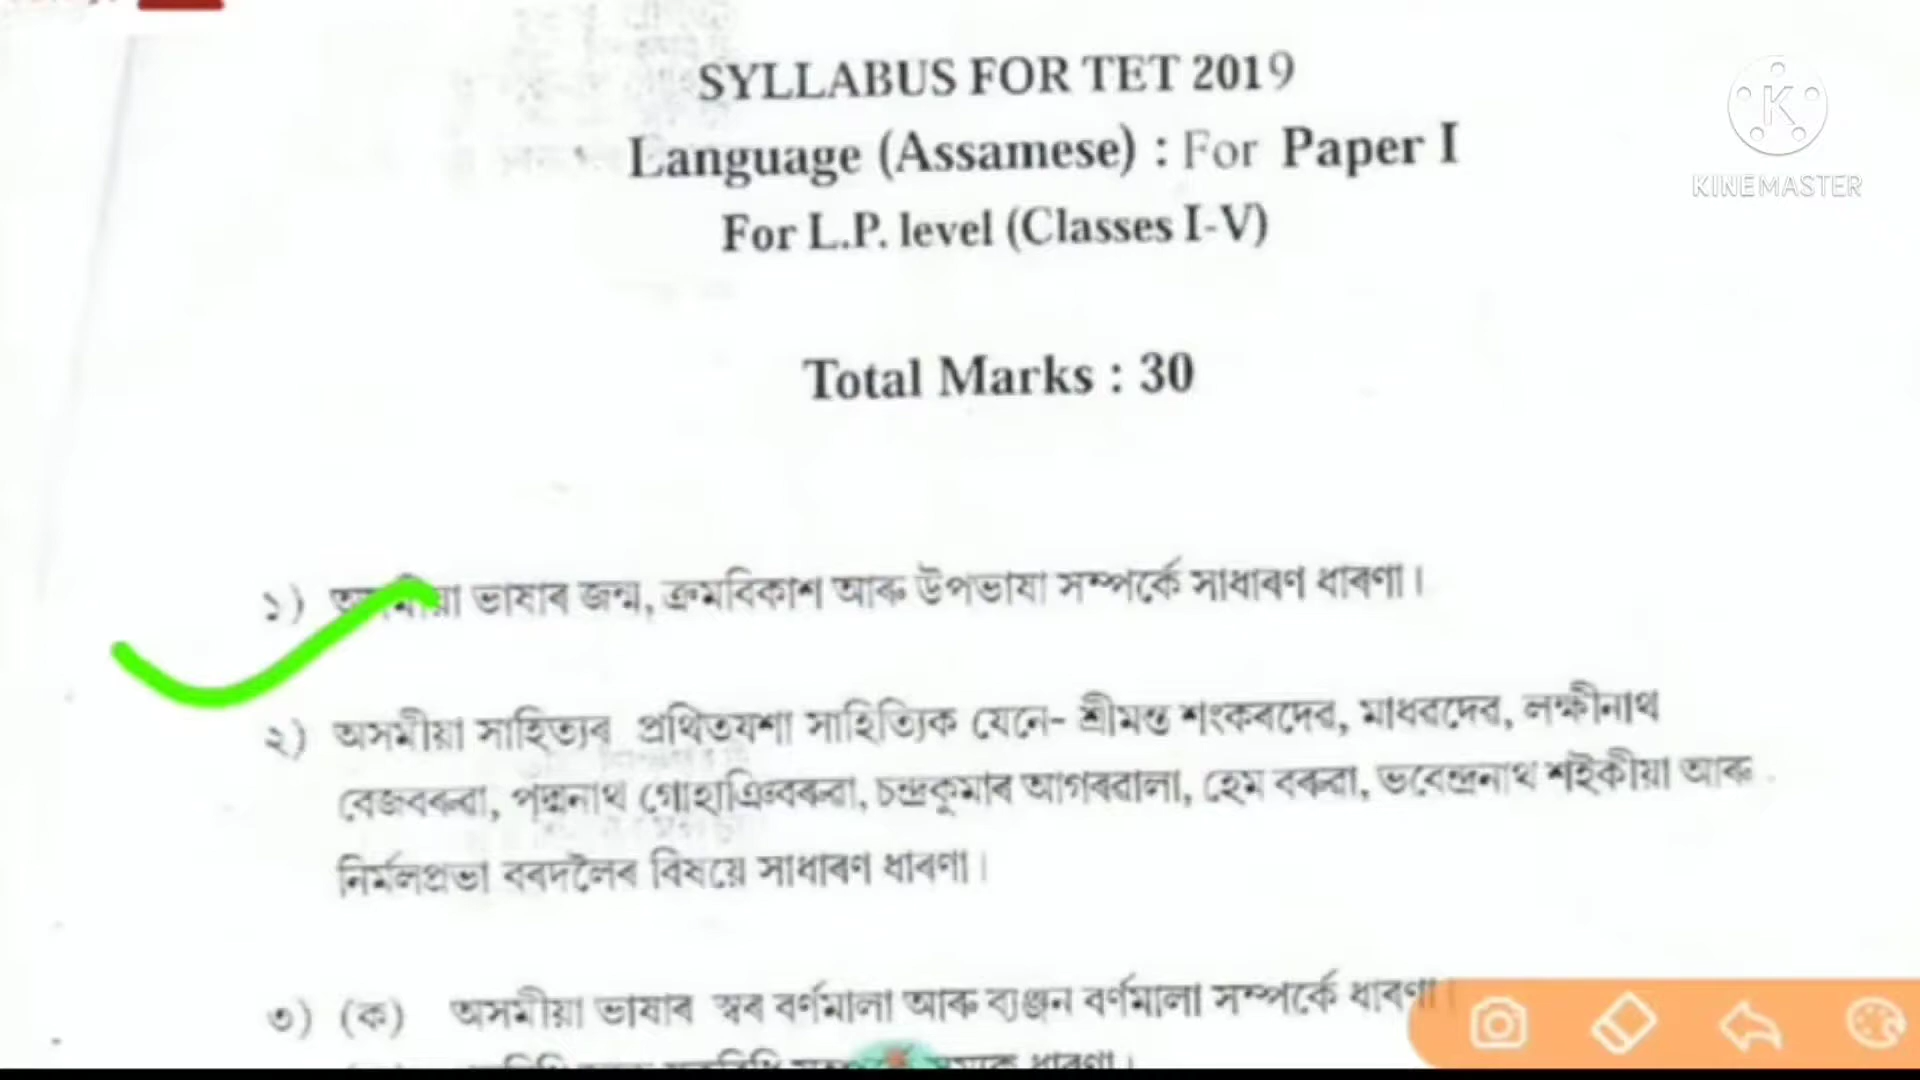 SYLLABUS FOR TET 2019
Language (Assamese) : For Paper I
For L.P. level (Classes I-V)
KINEMASTER
Total Marks : 30
১) অসমীয়া ভাষাৰ জন্ম, ক্ৰমবিকাশ আৰু উপভাষা সম্পৰ্কে সাধাৰণ ধাৰণা।
২) অসমীয়া সাহিত্যৰ প্ৰথিতযশা সাহিত্যিক যেনে- শ্ৰীমন্ত শংকৰদেৱ, মাধৱদেৱ, লক্ষীনাথ
বেজবৰুৱা, পদ্মনাথ গোহাঞিবৰুৱা, চন্দ্ৰকুমাৰ আগৰৱালা, হেম বৰুৱা, ভবেন্দ্ৰনাথ শইকীয়া আৰু
নিৰ্মলপ্ৰভা বৰদলৈৰ বিষয়ে সাধাৰণ ধাৰণা।
৩) (ক) অসমীয়া ভাষাৰ স্বৰ বৰ্ণমালা আৰু ব্যঞ্জন বৰ্ণমালা সম্পৰ্কে ধাৰণা।
ধাৰণা।